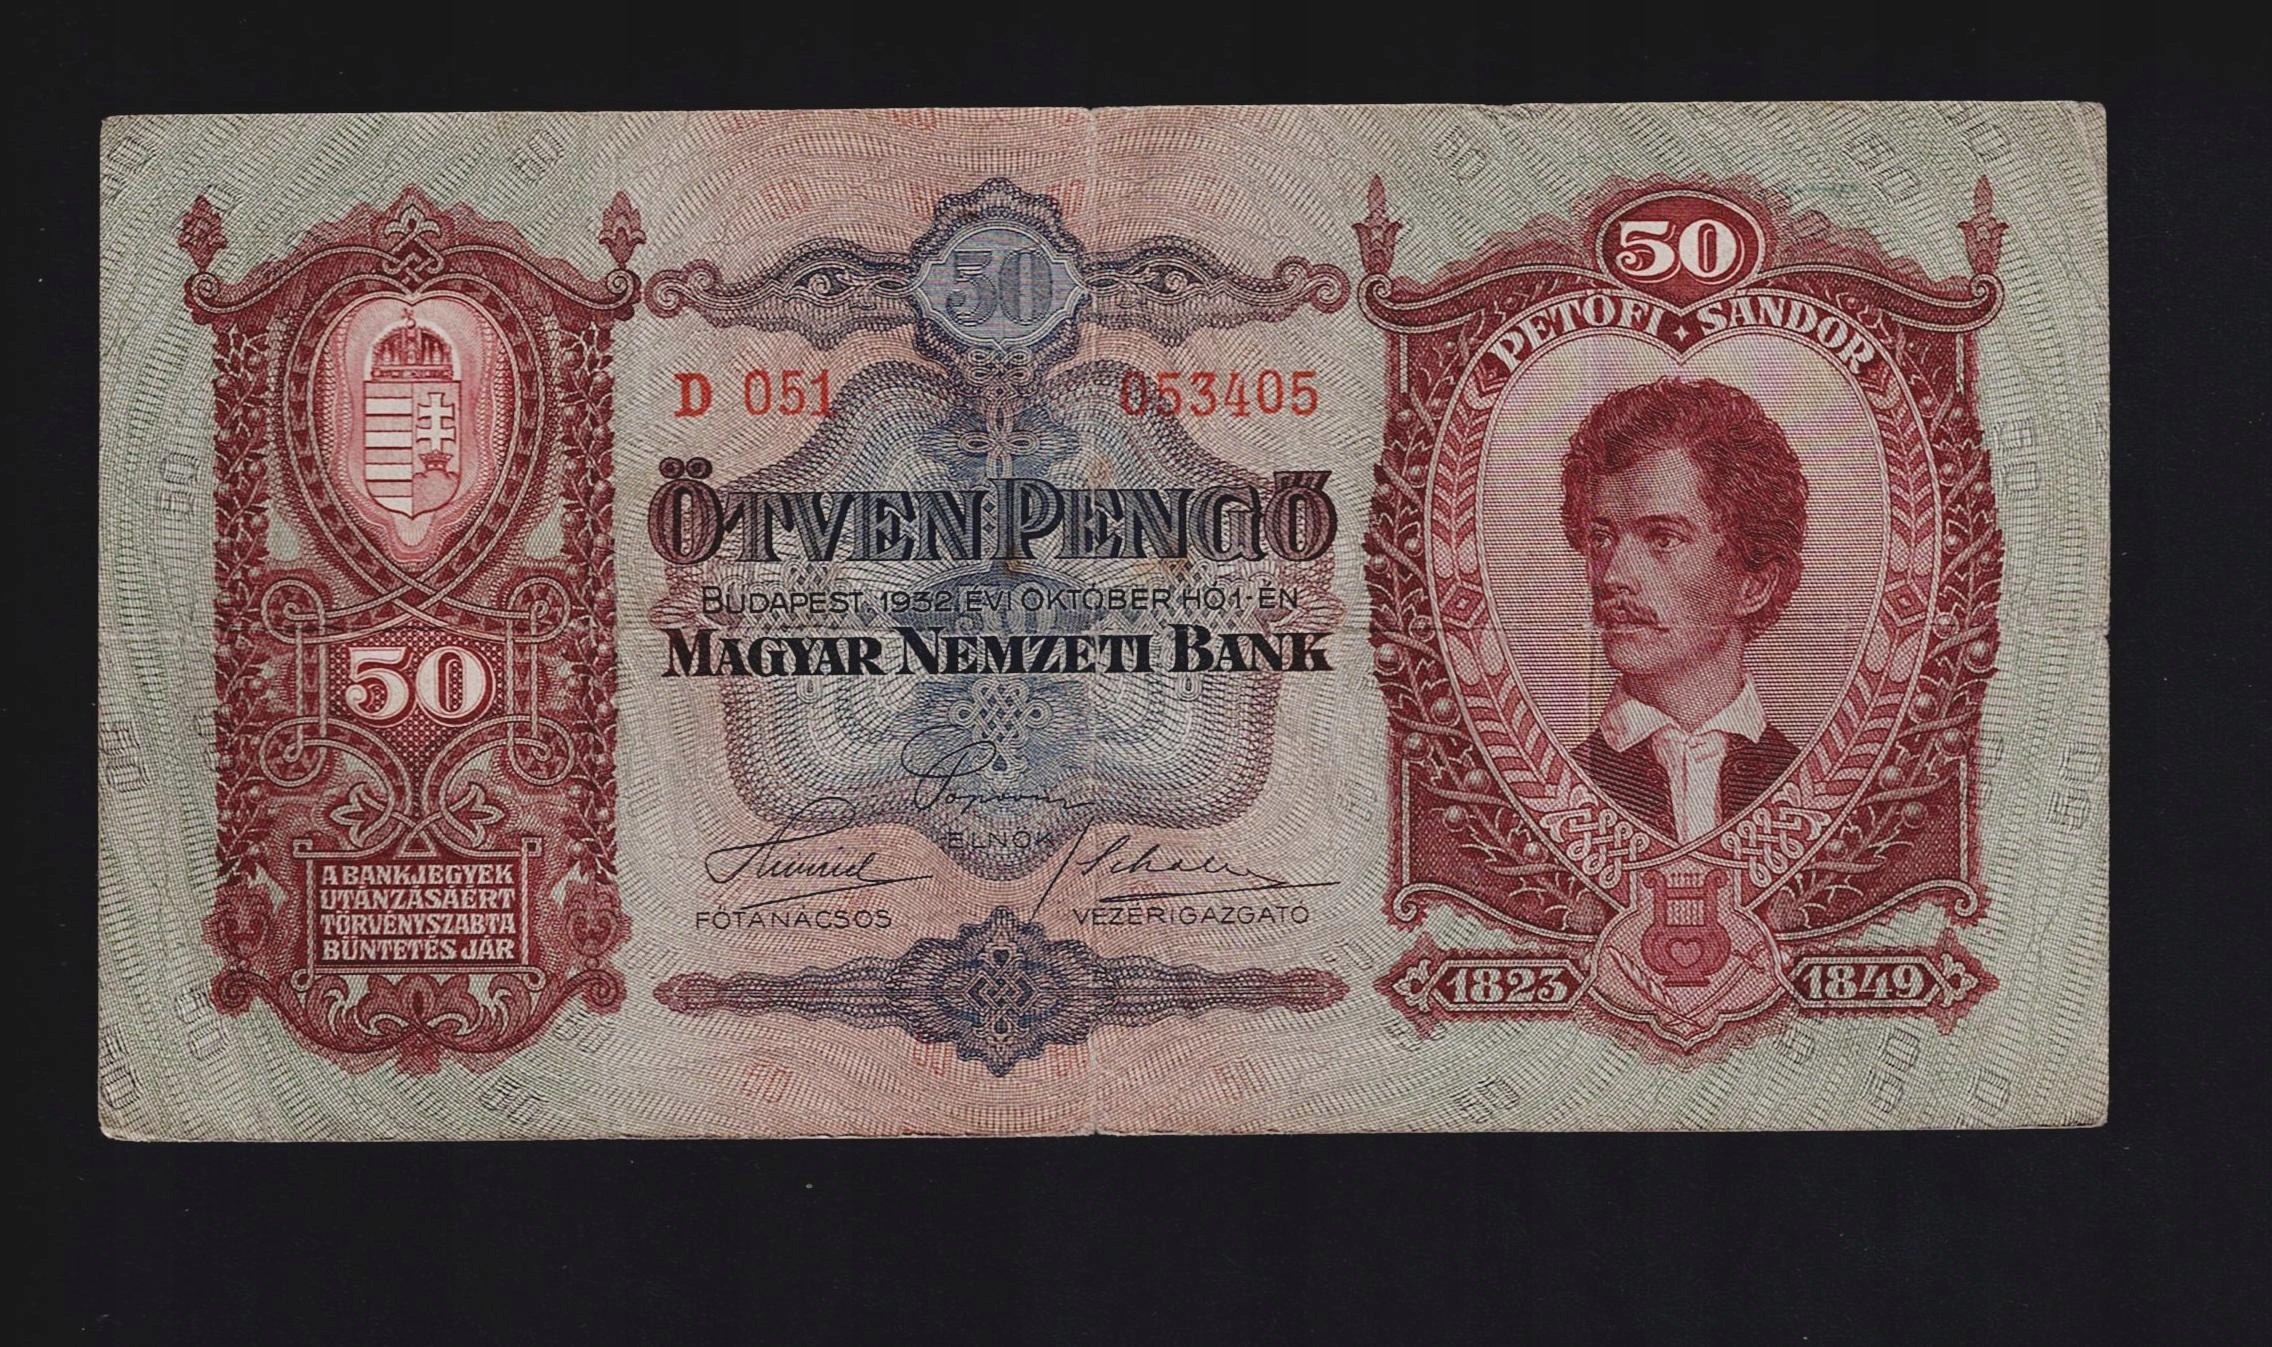 50
50
PETŐFI SÁNDOR
D 051 053405
ÖTVEN PENGŐ
BUDAPEST, 1932. ÉVI OKTÓBER HÓ 1-ÉN
MAGYAR NEMZETI BANK
50
ELNÖK
FŐTANÁCSOS VEZÉRIGAZGATÓ
A BANKJEGYEK
UTÁNZÁSAÉRT
TÖRVÉNYSZABTA
BÜNTETÉS JÁR
1823 1849